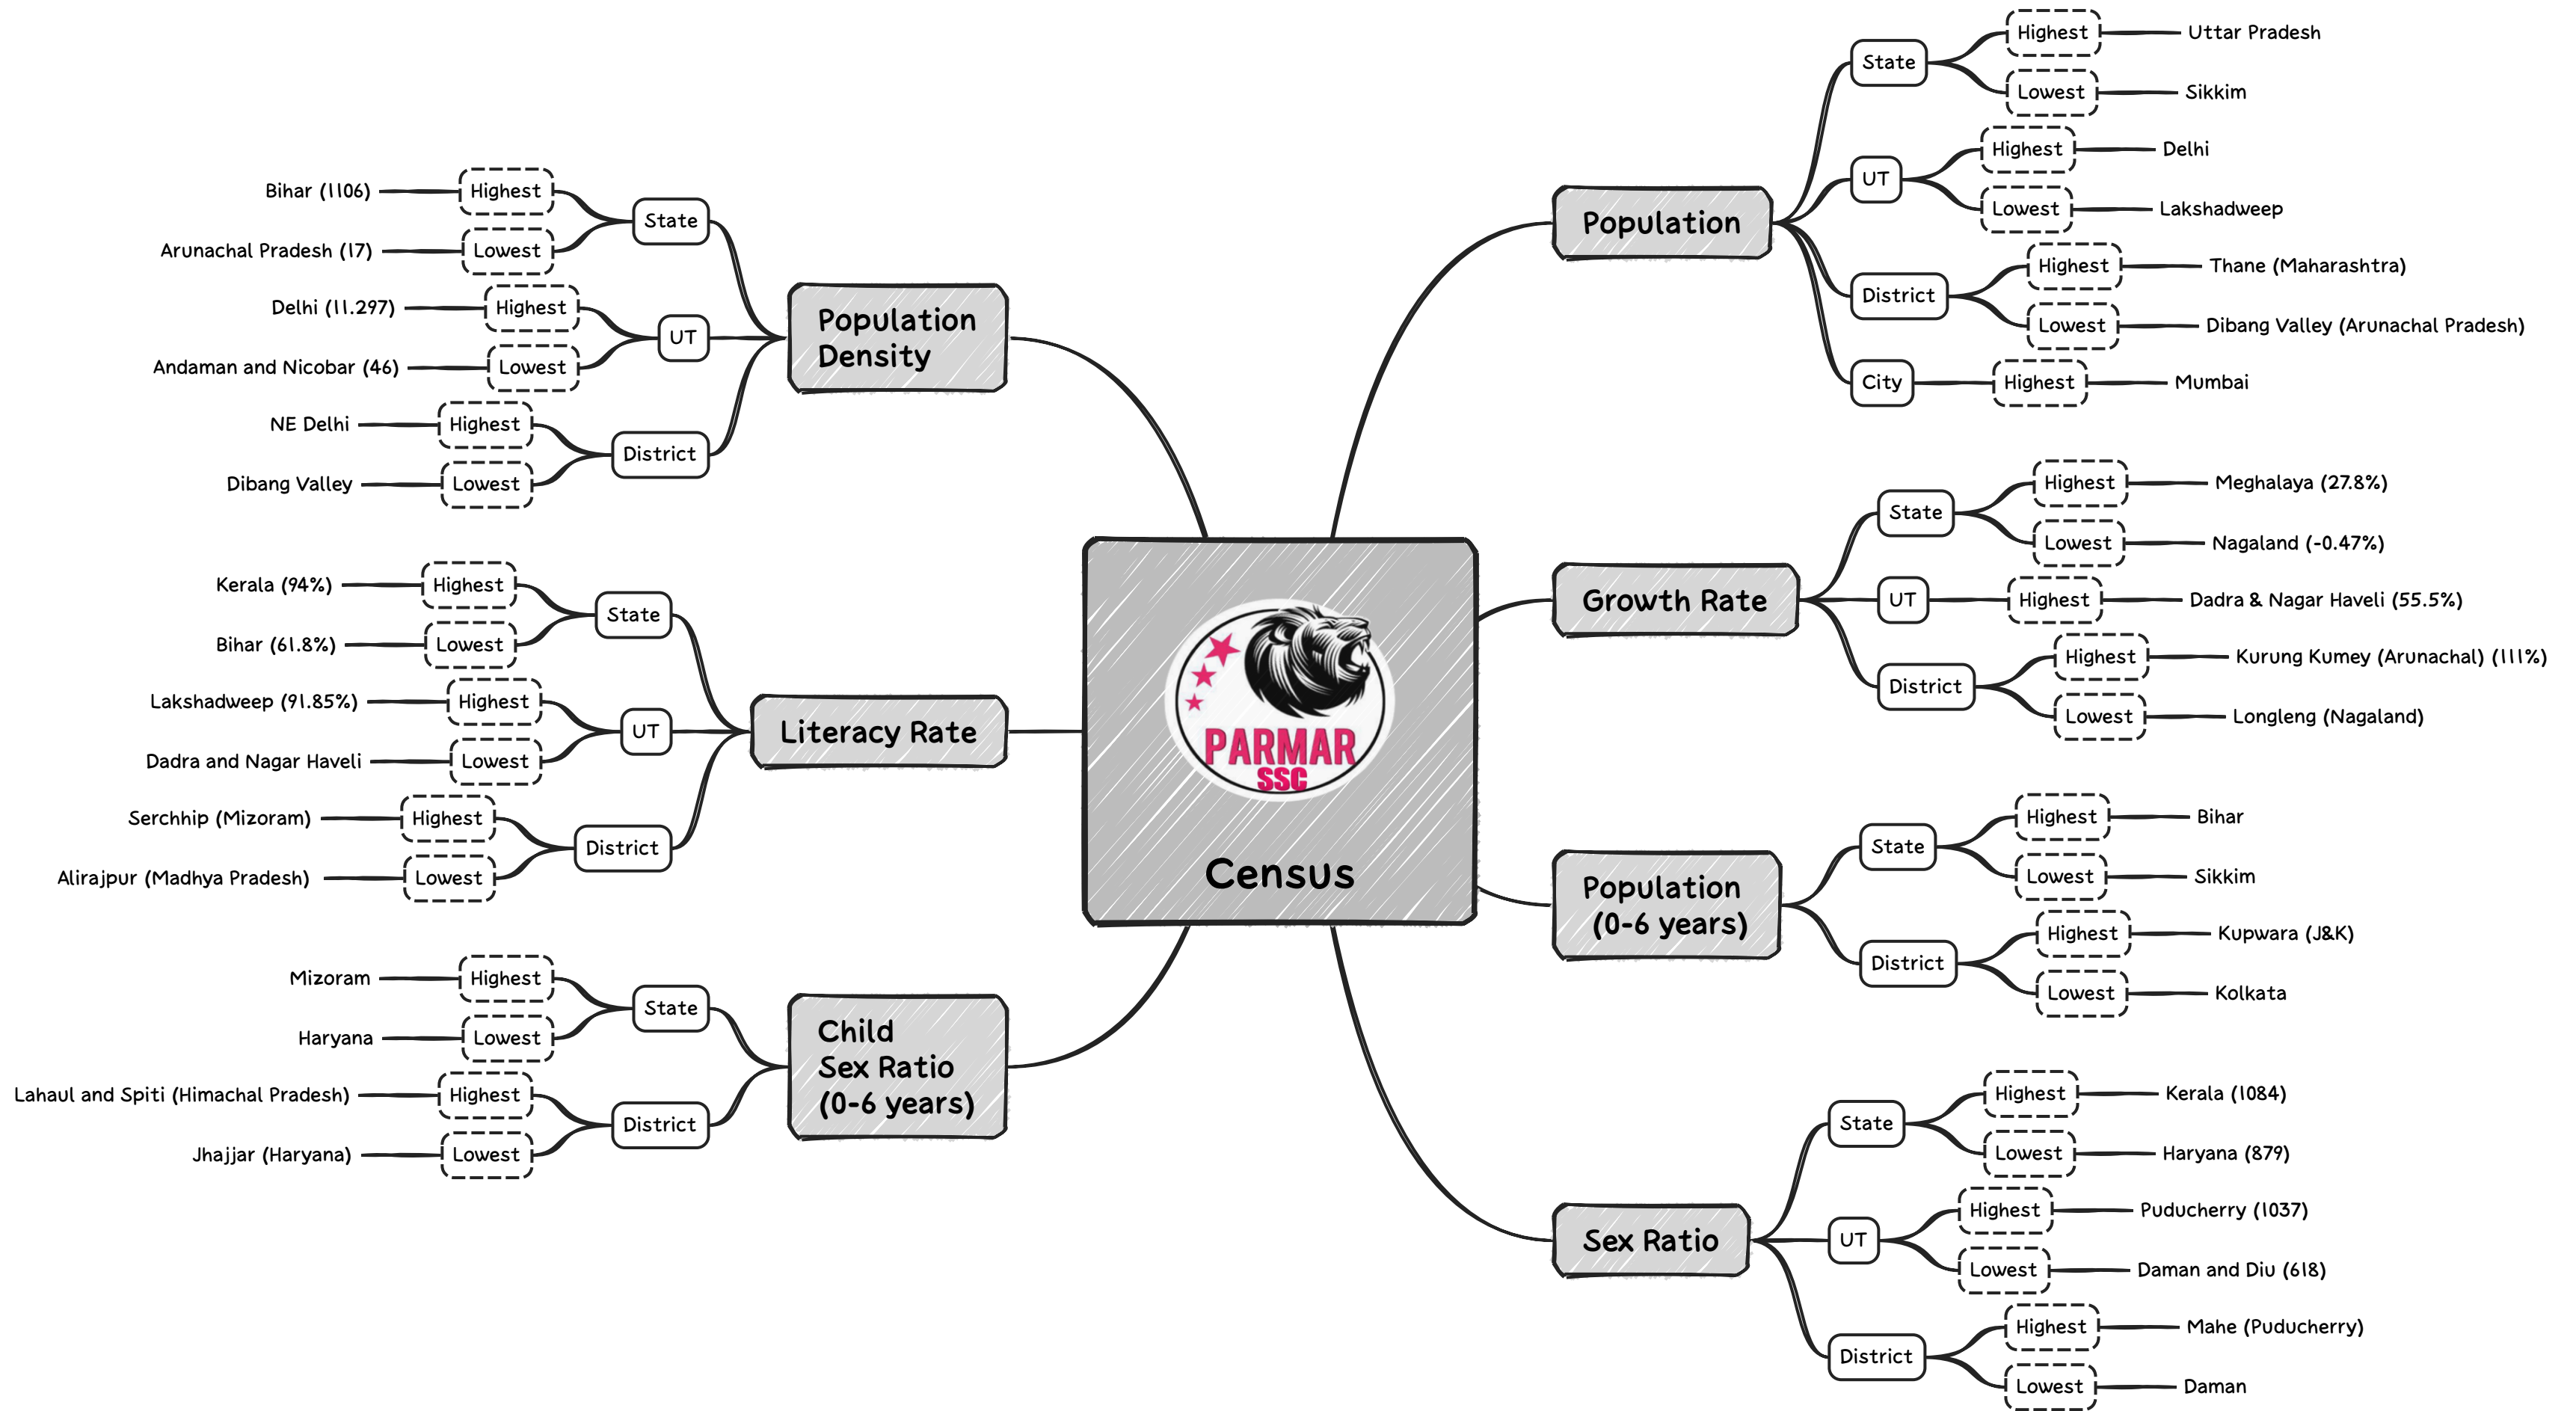 Census
PARMAR
SSC
Population
State
Highest
Uttar Pradesh
Lowest
Sikkim
UT
Highest
Delhi
Lowest
Lakshadweep
District
Highest
Thane (Maharashtra)
Lowest
Dibang Valley (Arunachal Pradesh)
City
Highest
Mumbai
Growth Rate
State
Highest
Meghalaya (27.8%)
Lowest
Nagaland (-0.47%)
UT
Highest
Dadra & Nagar Haveli (55.5%)
District
Highest
Kurung Kumey (Arunachal) (111%)
Lowest
Longleng (Nagaland)
Population
(0-6 years)
State
Highest
Bihar
Lowest
Sikkim
District
Highest
Kupwara (J&K)
Lowest
Kolkata
Sex Ratio
State
Highest
Kerala (1084)
Lowest
Haryana (879)
UT
Highest
Puducherry (1037)
Lowest
Daman and Diu (618)
District
Highest
Mahe (Puducherry)
Lowest
Daman
Population
Density
State
Highest
Bihar (1106)
Lowest
Arunachal Pradesh (17)
UT
Highest
Delhi (11.297)
Lowest
Andaman and Nicobar (46)
District
Highest
NE Delhi
Lowest
Dibang Valley
Literacy Rate
State
Highest
Kerala (94%)
Lowest
Bihar (61.8%)
UT
Highest
Lakshadweep (91.85%)
Lowest
Dadra and Nagar Haveli
District
Highest
Serchhip (Mizoram)
Lowest
Alirajpur (Madhya Pradesh)
Child
Sex Ratio
(0-6 years)
State
Highest
Mizoram
Lowest
Haryana
District
Highest
Lahaul and Spiti (Himachal Pradesh)
Lowest
Jhajjar (Haryana)